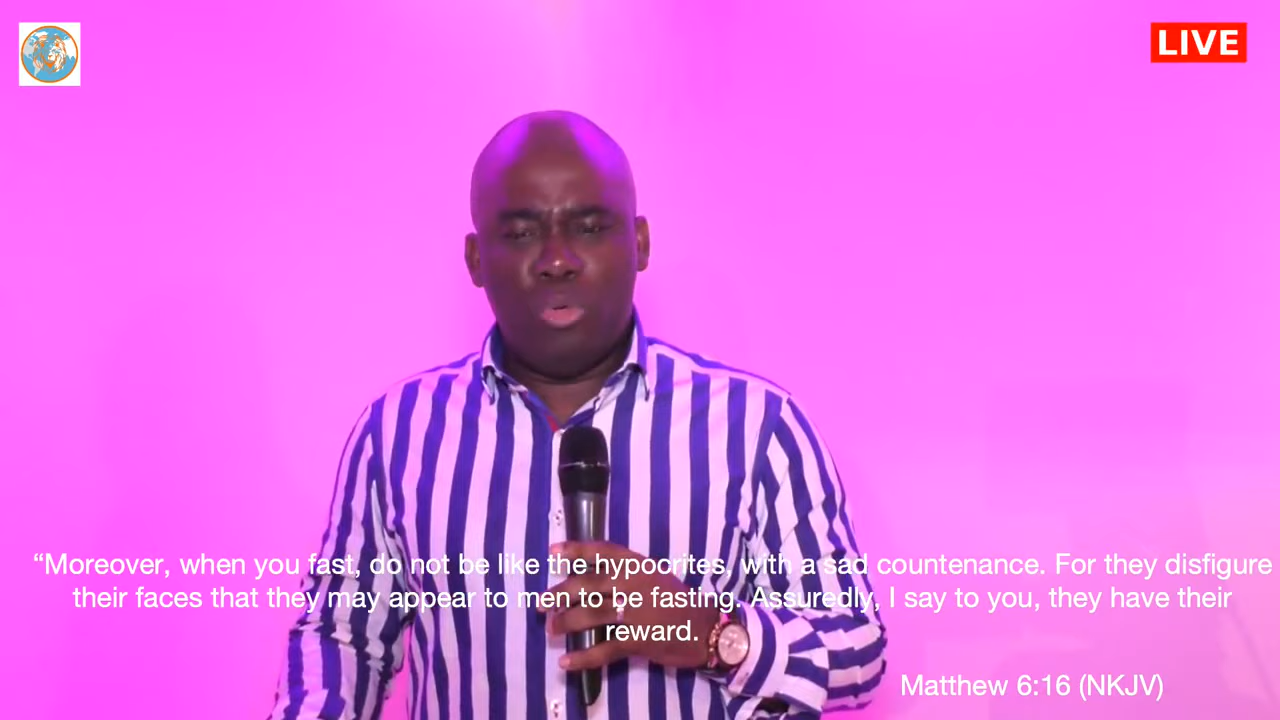 LIVE
“Moreover, when you fast, do not be like the hypocrites, with a sad countenance. For they disfigure
their faces that they may appear to men to be fasting. Assuredly, I say to you, they have their
reward.
Matthew 6:16 (NKJV)